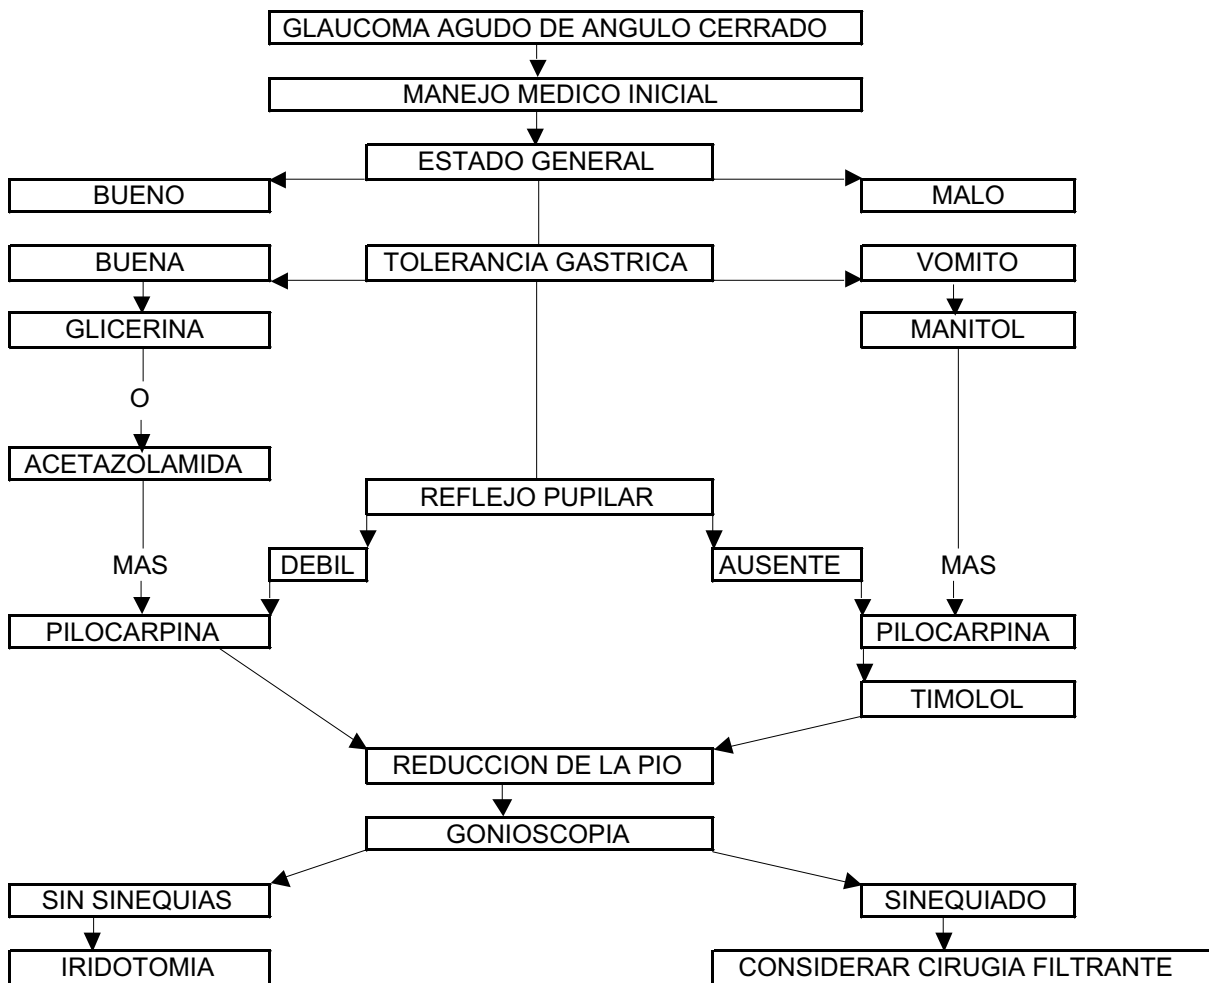 GLAUCOMA AGUDO DE ANGULO CERRADO
MANEJO MEDICO INICIAL
ESTADO GENERAL
BUENO
MALO
BUENA
TOLERANCIA GASTRICA
VOMITO
GLICERINA
MANITOL
O
ACETAZOLAMIDA
REFLEJO PUPILAR
MAS
DEBIL
AUSENTE
MAS
PILOCARPINA
PILOCARPINA
TIMOLOL
REDUCCION DE LA PIO
GONIOSCOPIA
SIN SINEQUIAS
SINEQUIADO
IRIDOTOMIA
CONSIDERAR CIRUGIA FILTRANTE